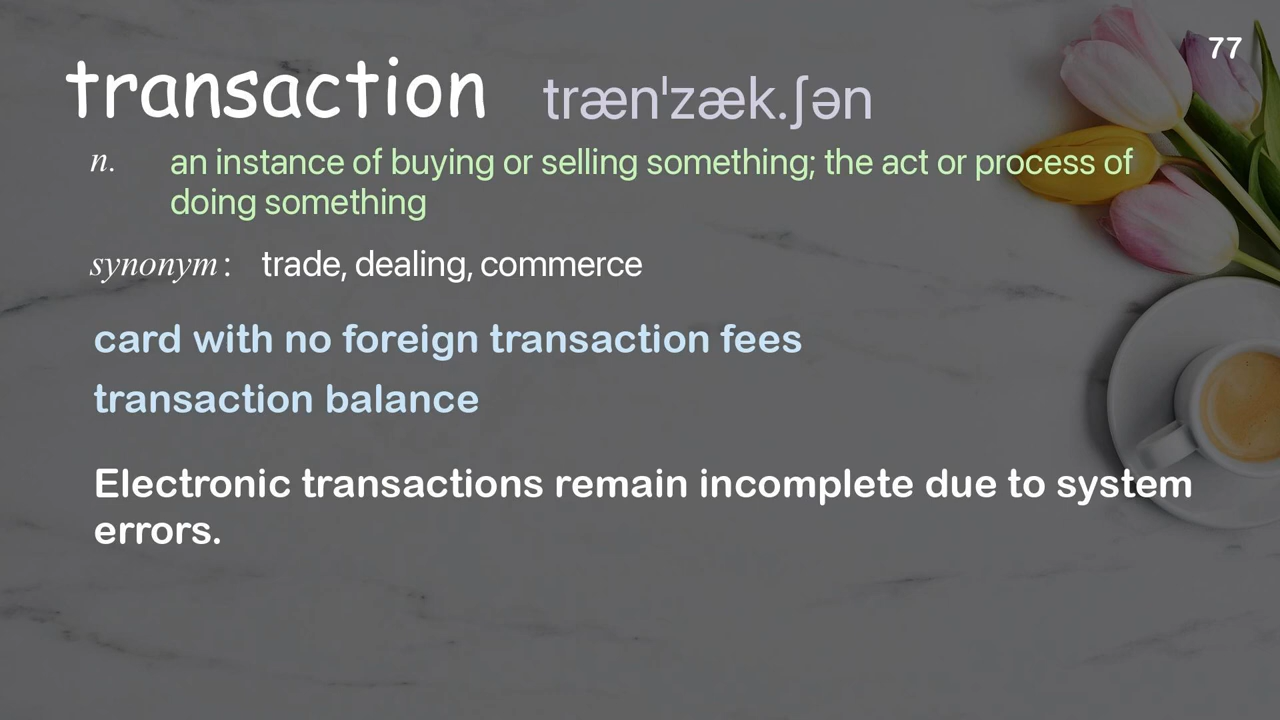 77
transaction trænˈzæk.ʃən
n. an instance of buying or selling something; the act or process of
doing something
synonym: trade, dealing, commerce
card with no foreign transaction fees
transaction balance
Electronic transactions remain incomplete due to system
errors.